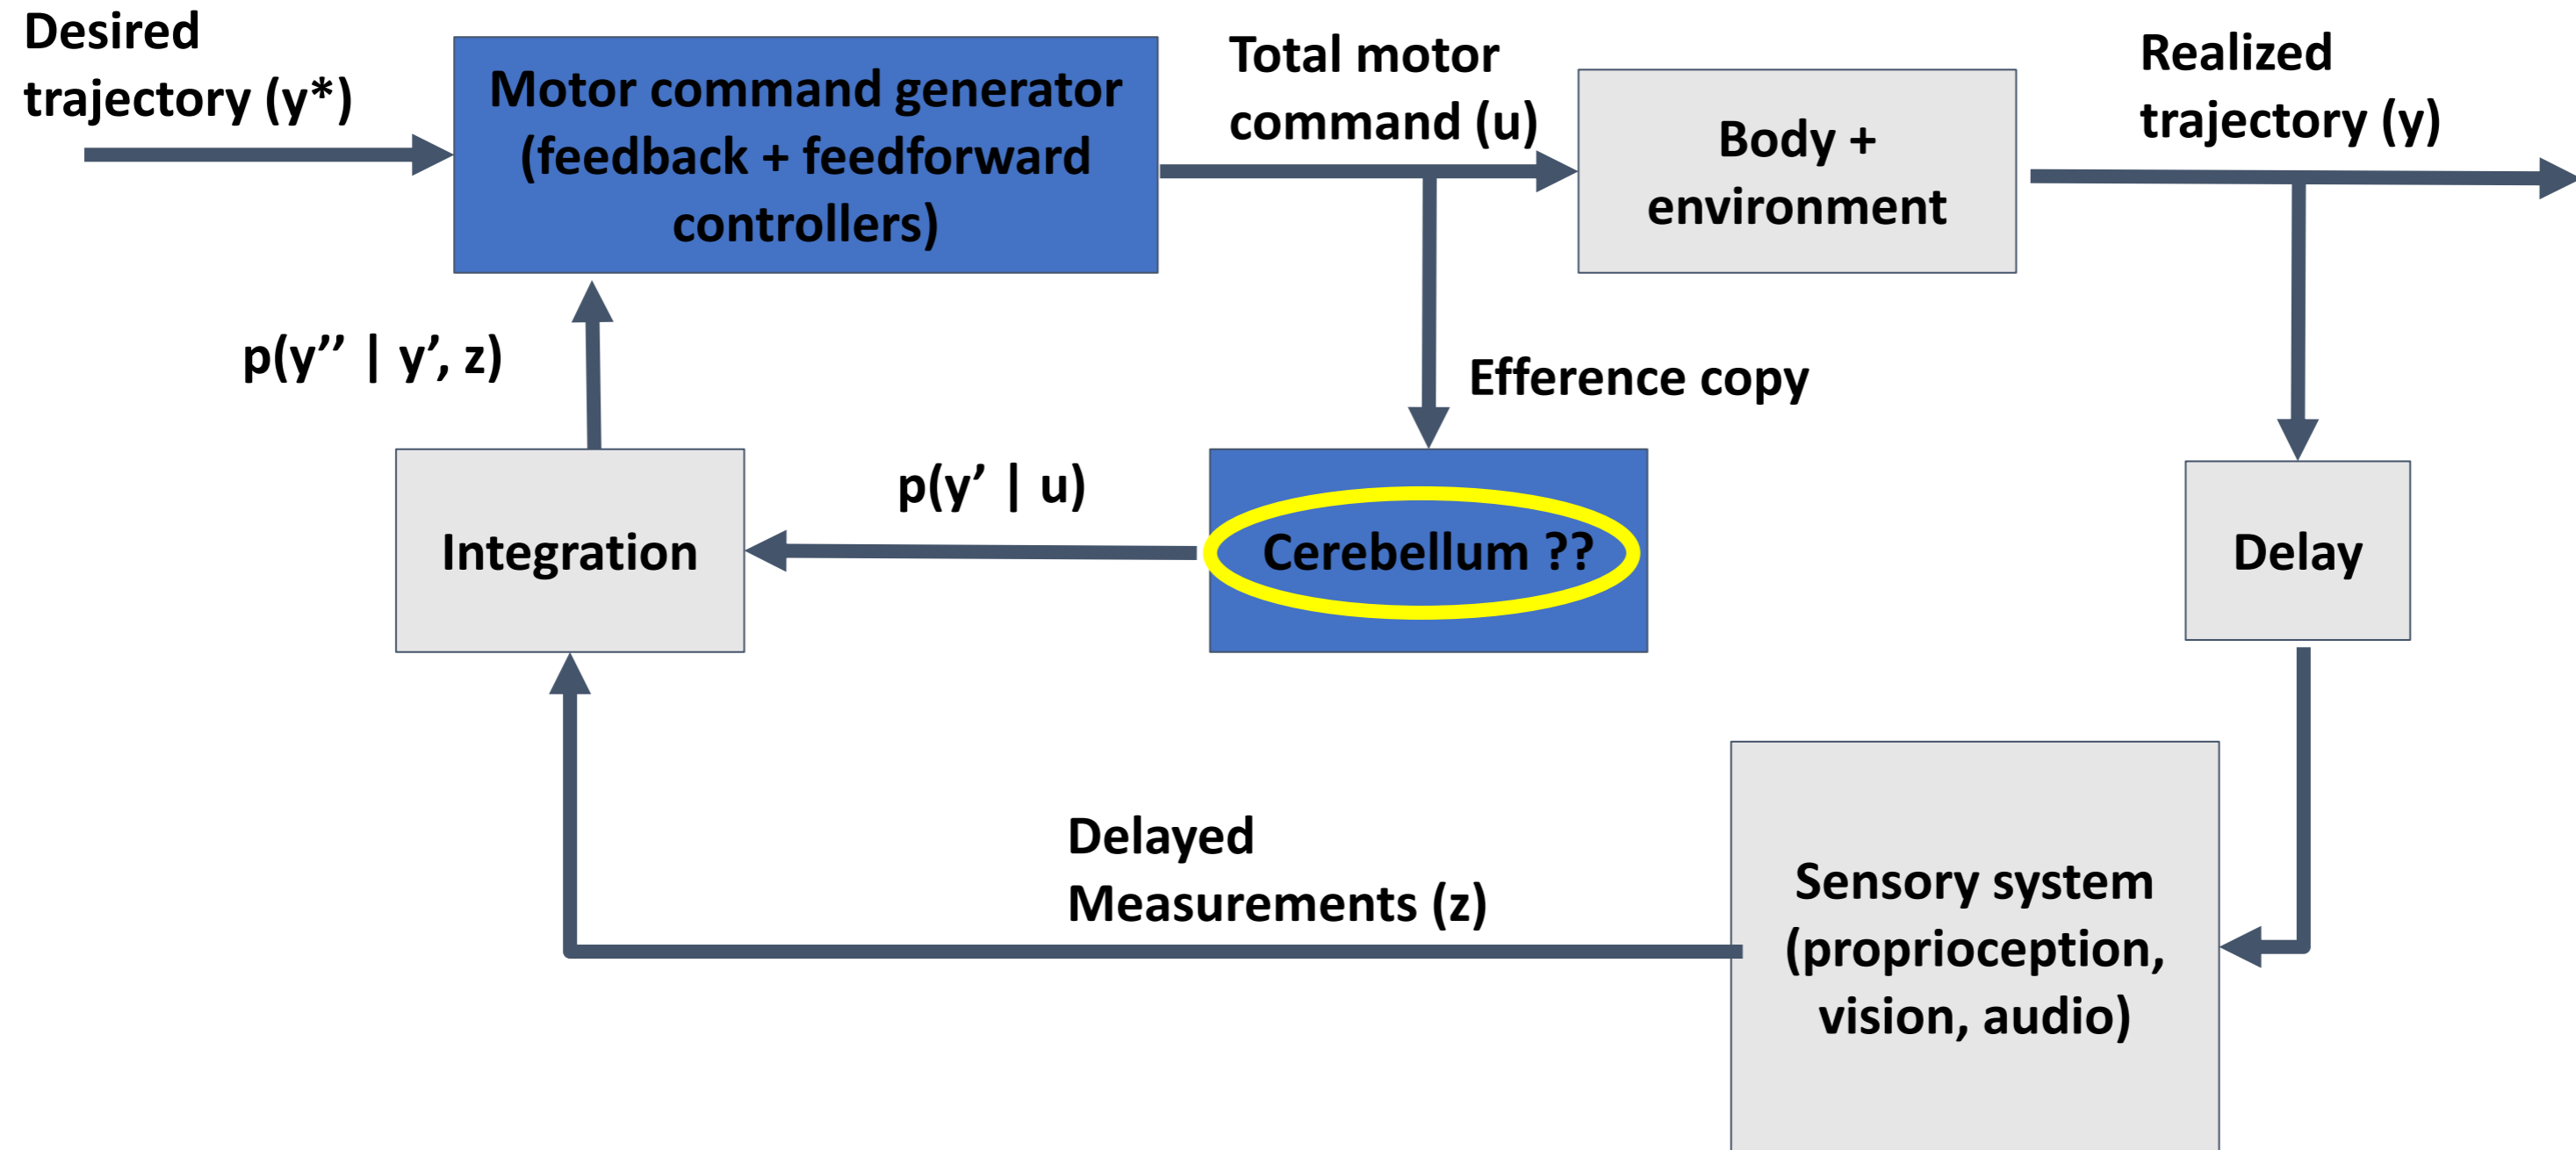 Desired
trajectory (y*)
Motor command generator
(feedback + feedforward
controllers)
Total motor
command (u)
Body +
environment
Realized
trajectory (y)
p(y’’ | y’, z)
Efference copy
p(y’ | u)
Integration
Cerebellum ??
Delay
Delayed
Measurements (z)
Sensory system
(proprioception,
vision, audio)